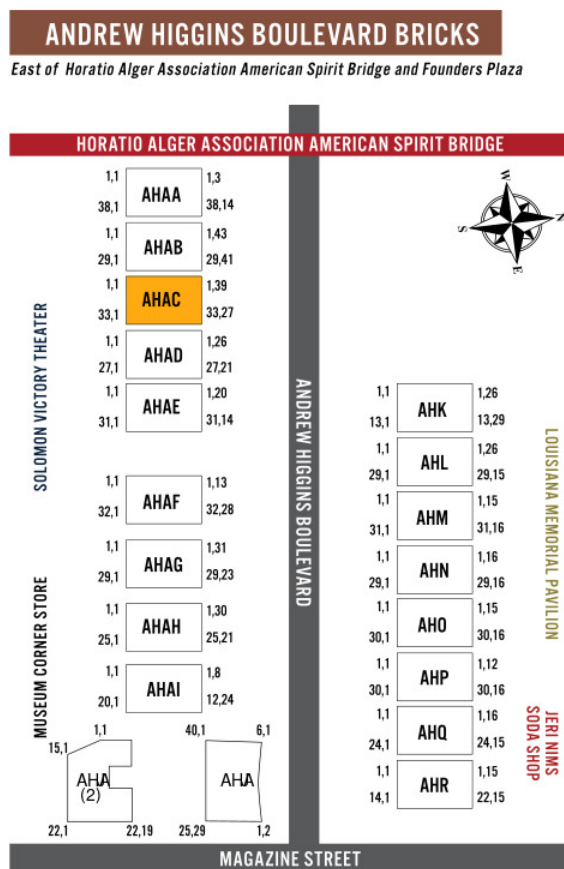 ANDREW HIGGINS BOULEVARD BRICKS
East of Horatio Alger Association American Spirit Bridge and Founders Plaza
HORATIO ALGER ASSOCIATION AMERICAN SPIRIT BRIDGE
W
N
S
E
1,1 1,3
AHAA
38,1 38,14
1,1 1,43
AHAB
29,1 29,41
1,1 1,39
AHAC
33,1 33,27
1,1 1,26
AHAD
27,1 27,21
1,1 1,20
AHAE
31,1 31,14
1,1 1,13
AHAF
32,1 32,28
1,1 1,31
AHAG
29,1 29,23
1,1 1,30
AHAH
25,1 25,21
1,1 1,8
AHAI
20,1 12,24
1,1
15,1
AHA
(2)
22,1 22,19
40,1 6,1
AHA
25,29 1,2
SOLOMON VICTORY THEATER
MUSEUM CORNER STORE
ANDREW HIGGINS BOULEVARD
1,1 1,26
AHK
13,1 13,29
1,1 1,26
AHL
29,1 29,15
1,1 1,15
AHM
31,1 31,16
1,1 1,16
AHN
29,1 29,16
1,1 1,15
AHO
30,1 30,16
1,1 1,12
AHP
30,1 30,16
1,1 1,16
AHQ
24,1 24,15
1,1 1,15
AHR
14,1 22,15
LOUISIANA MEMORIAL PAVILION
JERI NIMS
SODA SHOP
MAGAZINE STREET